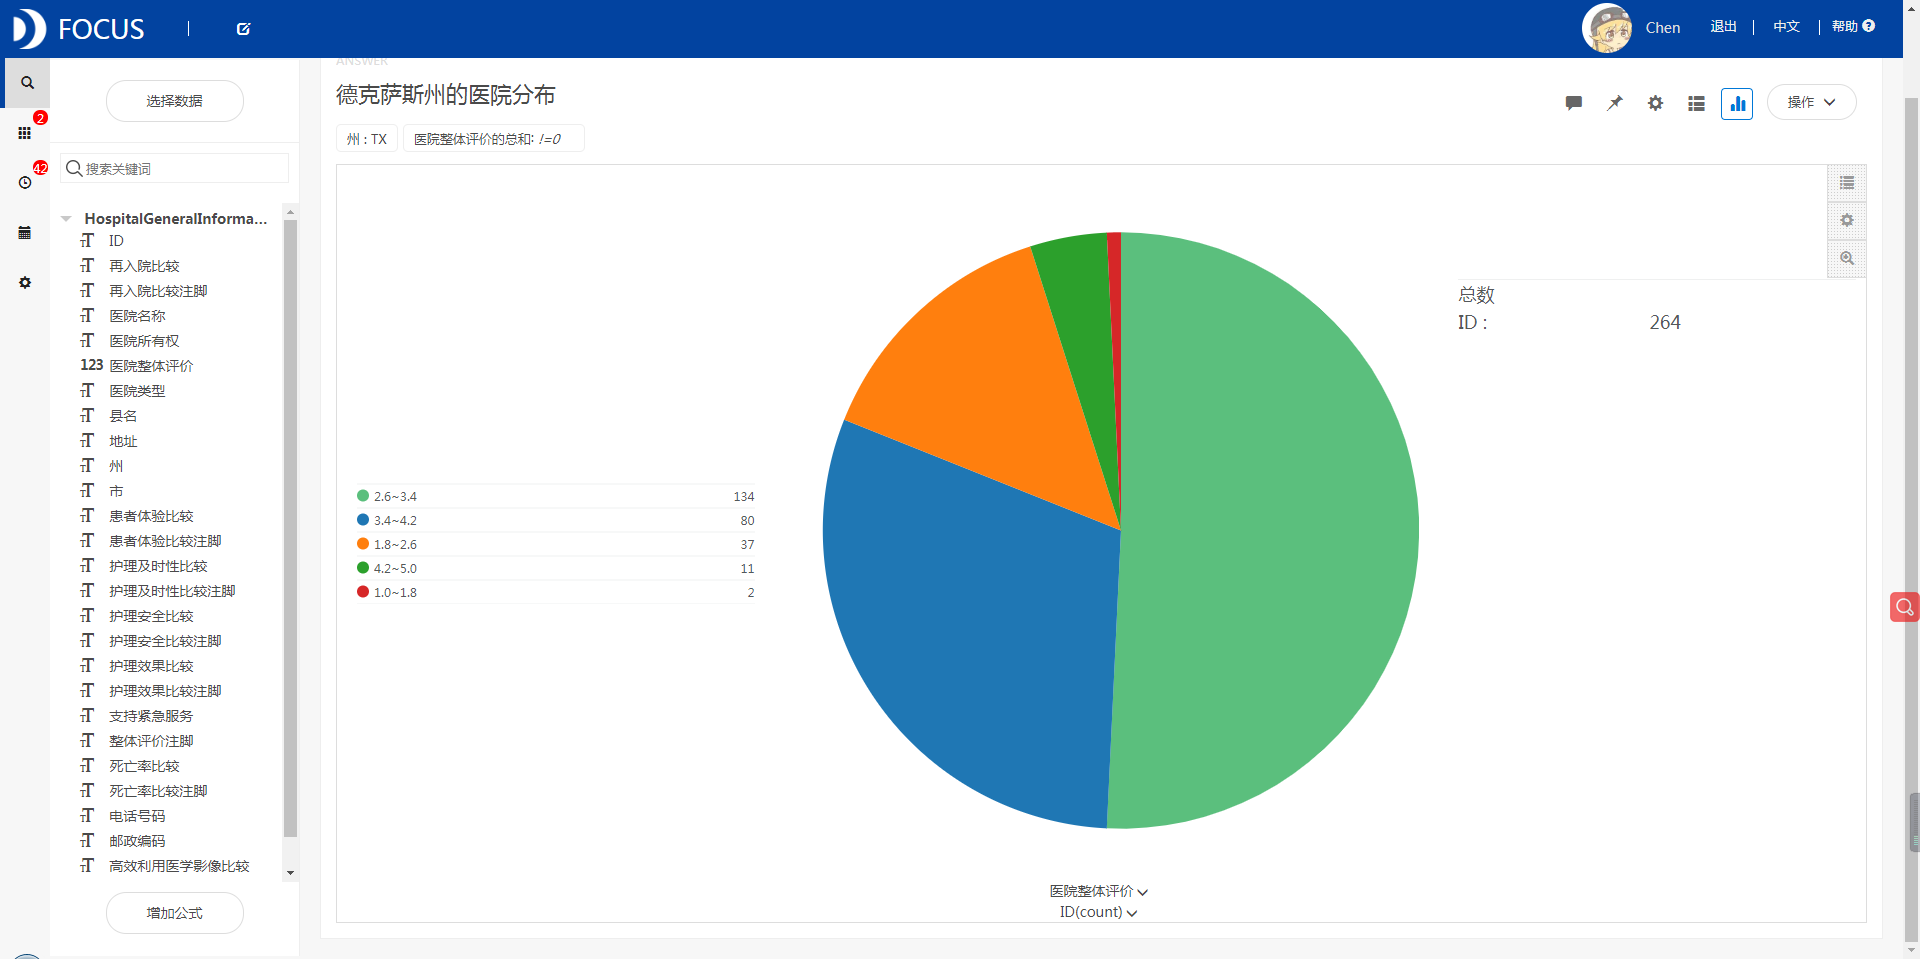 FOCUS
Chen
退出
中文
帮助
2
42
选择数据
搜索关键词
HospitalGeneralInforma...
ID
再入院比较
再入院比较注脚
医院名称
医院所有权
123 医院整体评价
医院类型
县名
地址
州
市
患者体验比较
患者体验比较注脚
护理及时性比较
护理及时性比较注脚
护理安全比较
护理安全比较注脚
护理效果比较
护理效果比较注脚
支持紧急服务
整体评价注脚
死亡率比较
死亡率比较注脚
电话号码
邮政编码
高效利用医学影像比较
增加公式
ANSWER
德克萨斯州的医院分布
操作
州 : TX
医院整体评价的总和: !=0
2.6~3.4 134
3.4~4.2 80
1.8~2.6 37
4.2~5.0 11
1.0~1.8 2
总数
ID : 264
医院整体评价
ID(count)